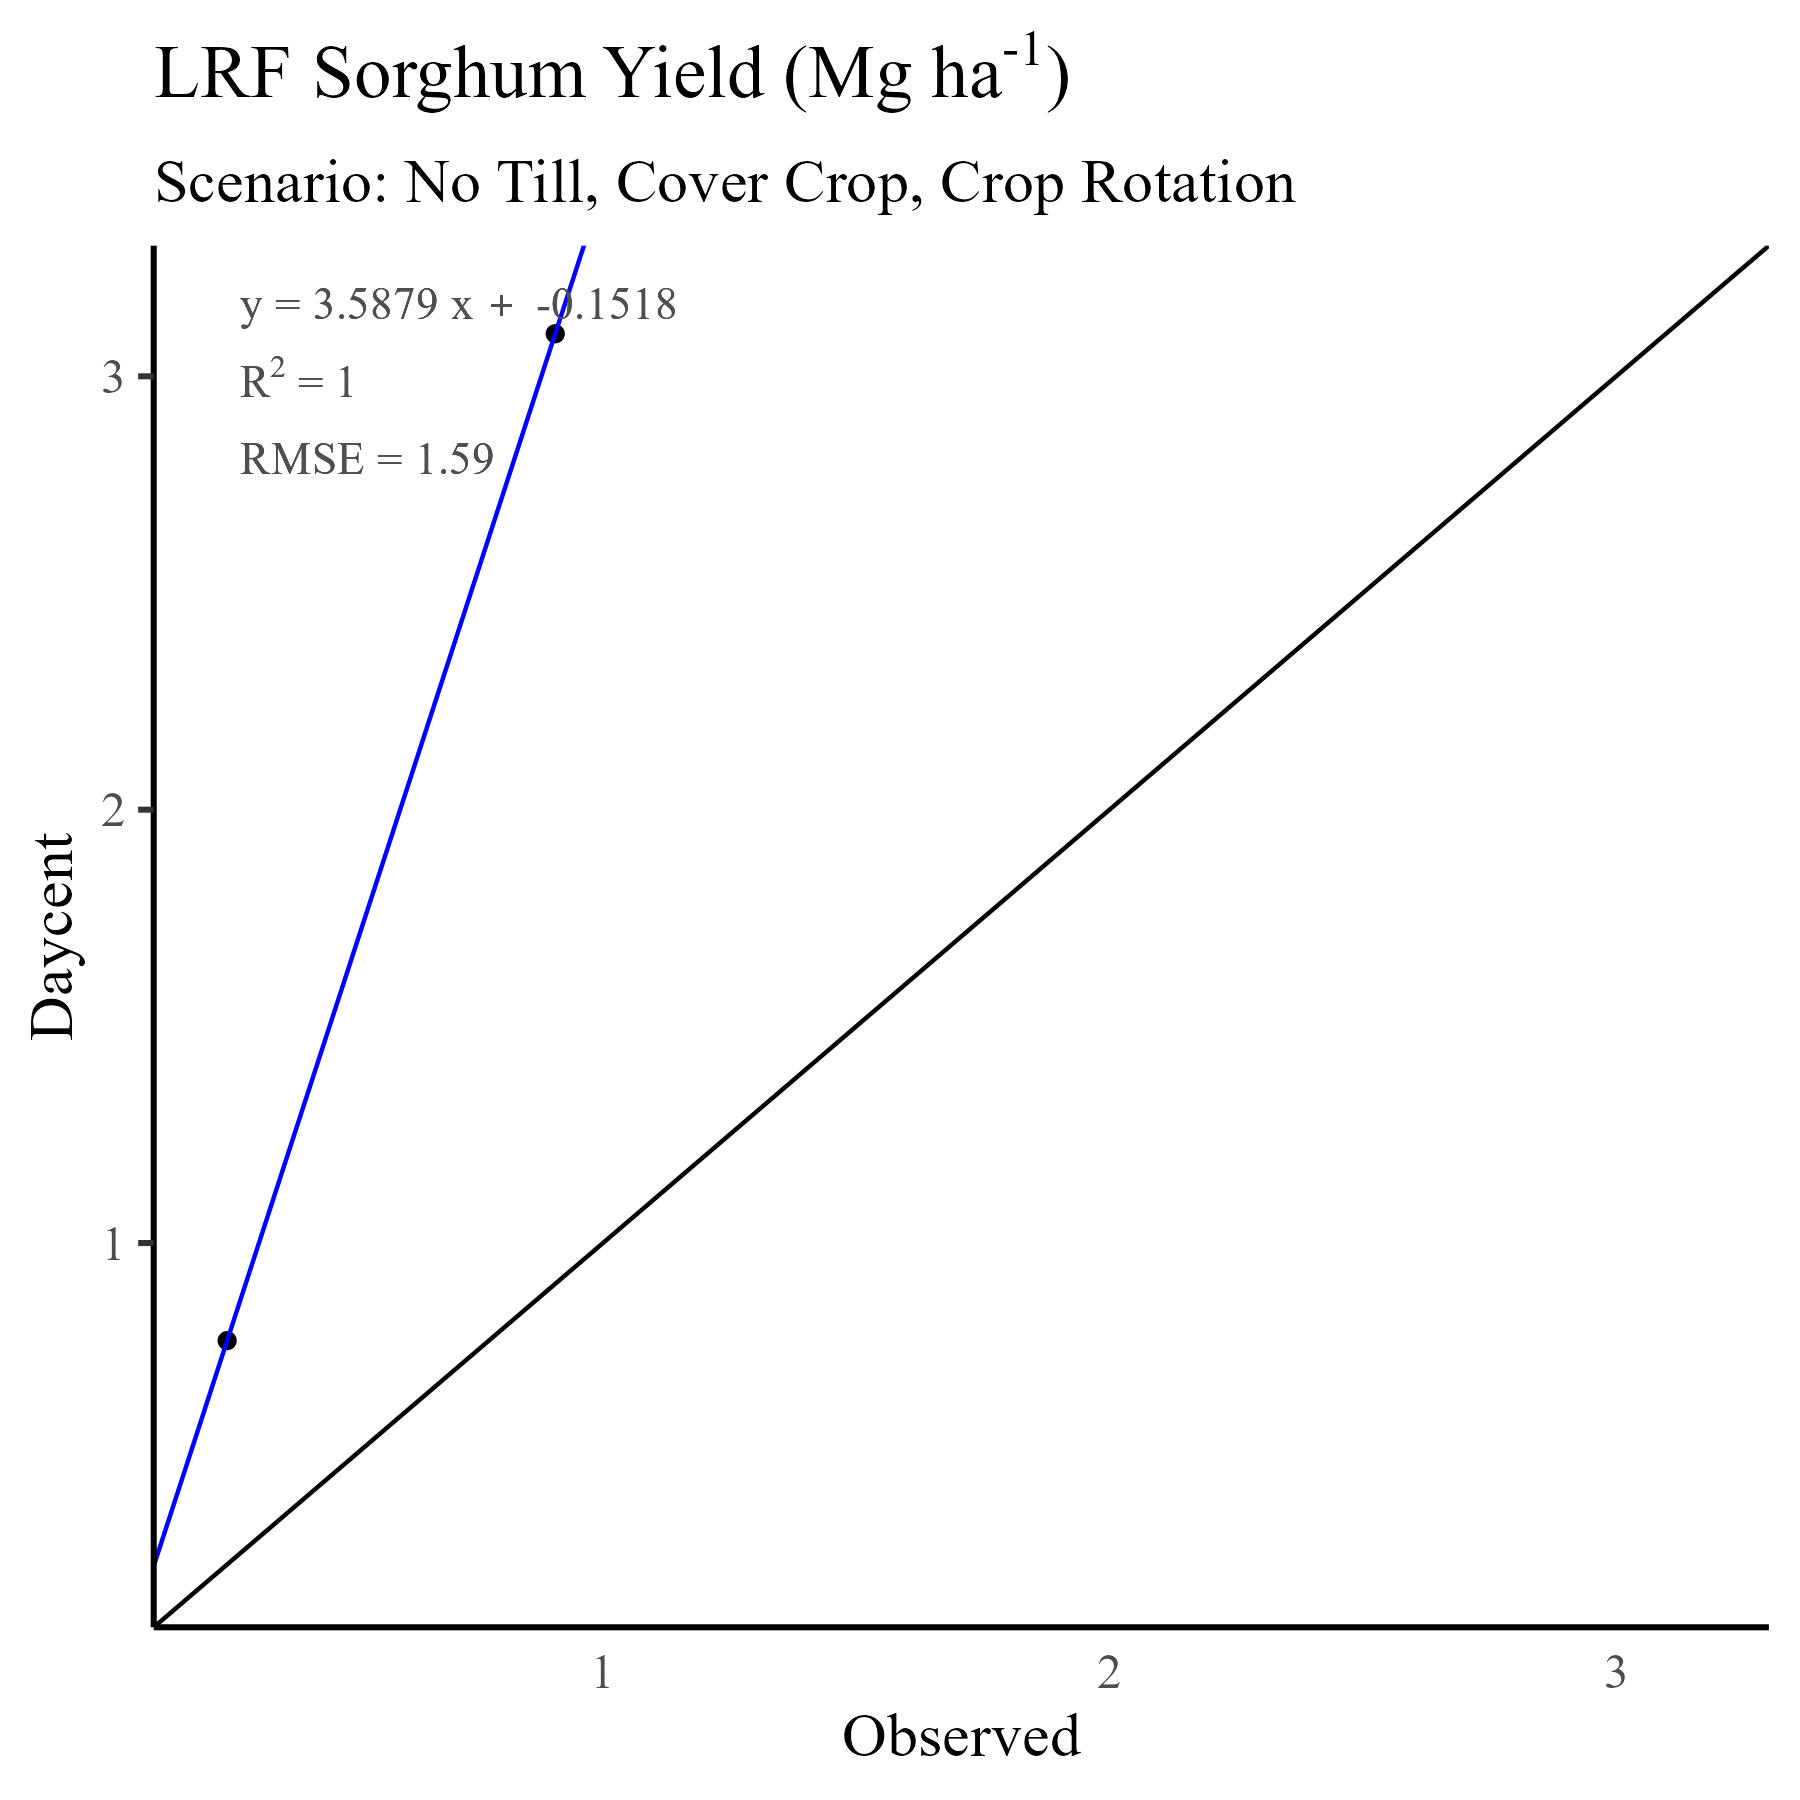 LRF Sorghum Yield (Mg ha-1)
Scenario: No Till, Cover Crop, Crop Rotation
y = 3.5879 x + -0.1518
R2 = 1
RMSE = 1.59
3
2
1
Daycent
1 2 3
Observed